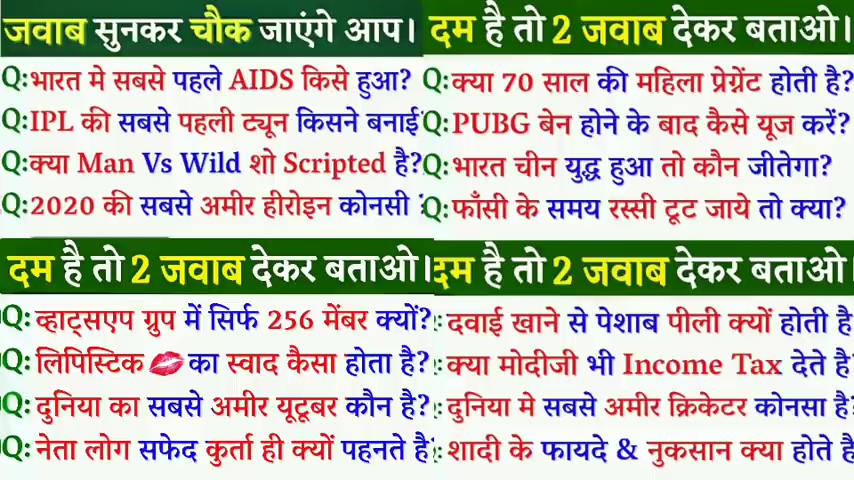 जवाब सुनकर चौक जाएंगे आप।
Q:भारत मे सबसे पहले AIDS किसे हुआ?
Q:IPL की सबसे पहली ट्यून किसने बनाई
Q:क्या Man Vs Wild शो Scripted है?
Q:2020 की सबसे अमीर हीरोइन कोनसी ?
दम है तो 2 जवाब देकर बताओ।
Q:क्या 70 साल की महिला प्रेग्नेंट होती है?
Q:PUBG बेन होने के बाद कैसे यूज करें?
Q:भारत चीन युद्ध हुआ तो कौन जीतेगा?
Q:फाँसी के समय रस्सी टूट जाये तो क्या?
दम है तो 2 जवाब देकर बताओ।
Q:व्हाट्सएप ग्रुप में सिर्फ 256 मेंबर क्यों?
Q:लिपिस्टिक 💋 का स्वाद कैसा होता है?
Q:दुनिया का सबसे अमीर यूटूबर कौन है?
Q:नेता लोग सफेद कुर्ता ही क्यों पहनते है
दम है तो 2 जवाब देकर बताओ
:दवाई खाने से पेशाब पीली क्यों होती है
:क्या मोदीजी भी Income Tax देते है
:दुनिया मे सबसे अमीर क्रिकेटर कोनसा है?
:शादी के फायदे & नुकसान क्या होते है